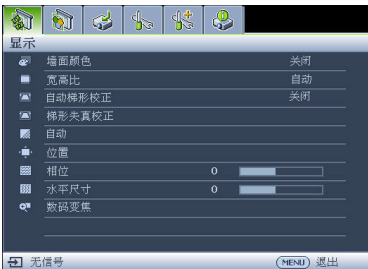 显示
墙面颜色 关闭
宽高比 自动
自动梯形校正 关闭
梯形失真校正
自动
位置
相位 0
水平尺寸 0
数码变焦
无信号 MENU 退出